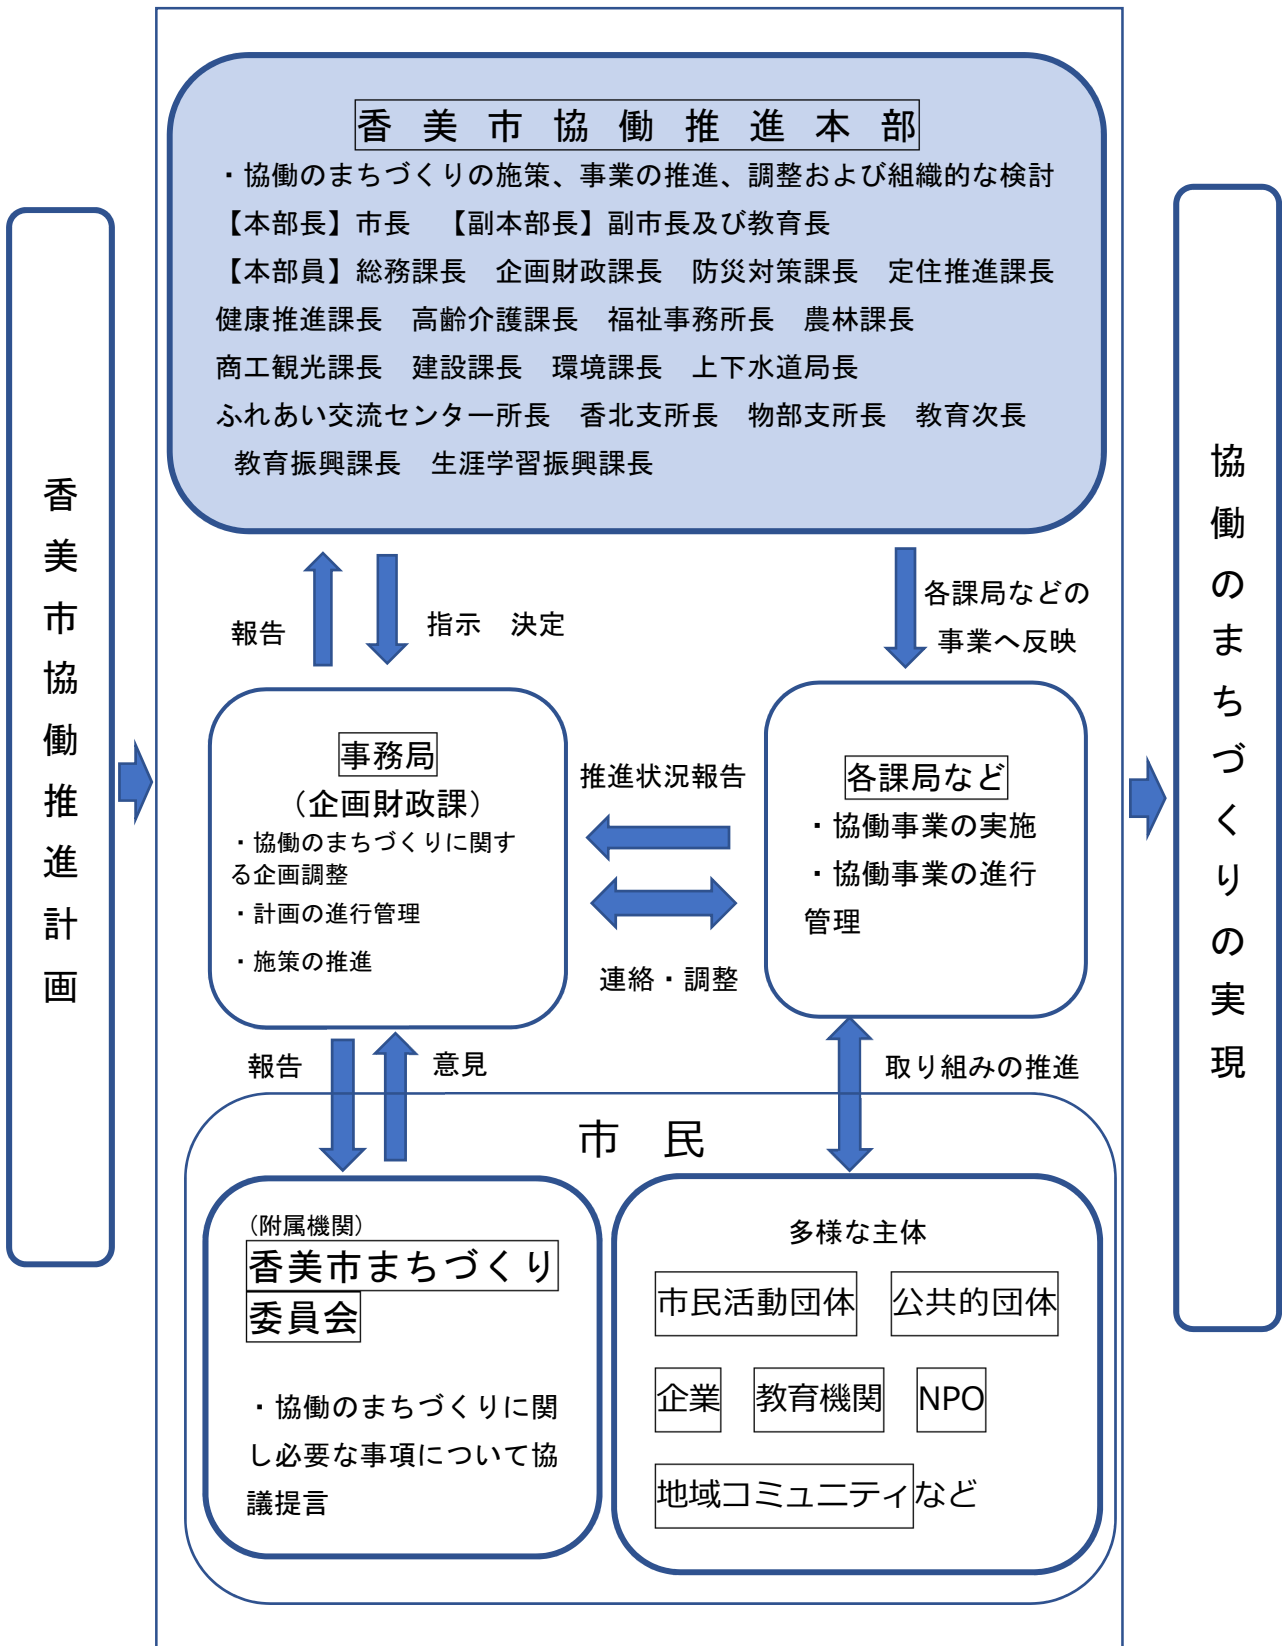 香美市協働推進本部
・協働のまちづくりの施策、事業の推進、調整および組織的な検討
【本部長】市長　【副本部長】副市長及び教育長
【本部員】総務課長　企画財政課長　防災対策課長　定住推進課長
健康推進課長　高齢介護課長　福祉事務所長　農林課長
商工観光課長　建設課長　環境課長　上下水道局長
ふれあい交流センター所長　香北支所長　物部支所長　教育次長
教育振興課長　生涯学習振興課長
香美市協働推進計画
協働のまちづくりの実現
報告
指示　決定
各課局などの
事業へ反映
事務局
（企画財政課）
・協働のまちづくりに関す
る企画調整
・計画の進行管理
・施策の推進
推進状況報告
連絡・調整
各課局など
・協働事業の実施
・協働事業の進行
管理
報告
意見
取り組みの推進
市　民
（附属機関）
香美市まちづくり
委員会
・協働のまちづくりに関
し必要な事項について協
議提言
多様な主体
市民活動団体　公共的団体
企業　教育機関　NPO
地域コミュニティなど